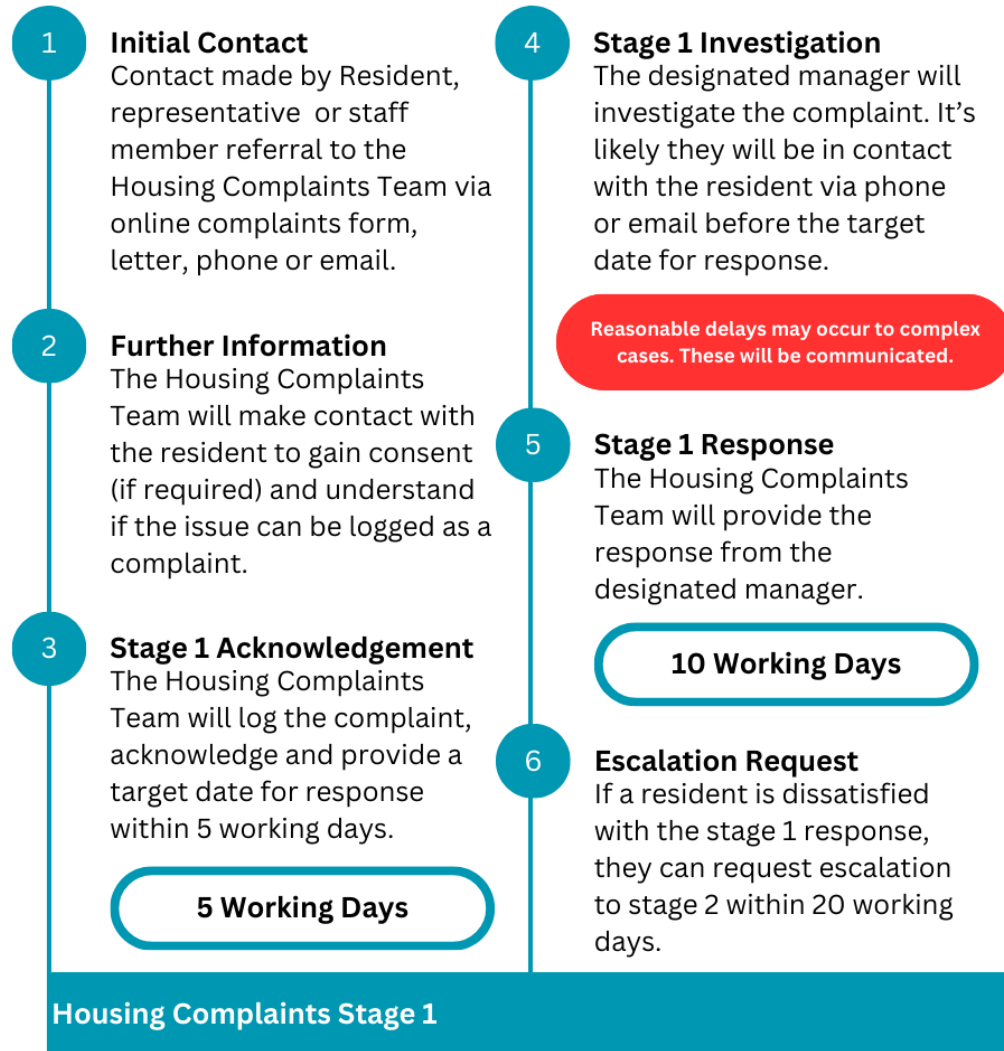 1
Initial Contact
Contact made by Resident,
representative or staff
member referral to the
Housing Complaints Team via
online complaints form,
letter, phone or email.
2
Further Information
The Housing Complaints
Team will make contact with
the resident to gain consent
(if required) and understand
if the issue can be logged as a
complaint.
3
Stage 1 Acknowledgement
The Housing Complaints
Team will log the complaint,
acknowledge and provide a
target date for response
within 5 working days.
5 Working Days
4
Stage 1 Investigation
The designated manager will
investigate the complaint. It’s
likely they will be in contact
with the resident via phone
or email before the target
date for response.
Reasonable delays may occur to complex
cases. These will be communicated.
5
Stage 1 Response
The Housing Complaints
Team will provide the
response from the
designated manager.
10 Working Days
6
Escalation Request
If a resident is dissatisfied
with the stage 1 response,
they can request escalation
to stage 2 within 20 working
days.
Housing Complaints Stage 1